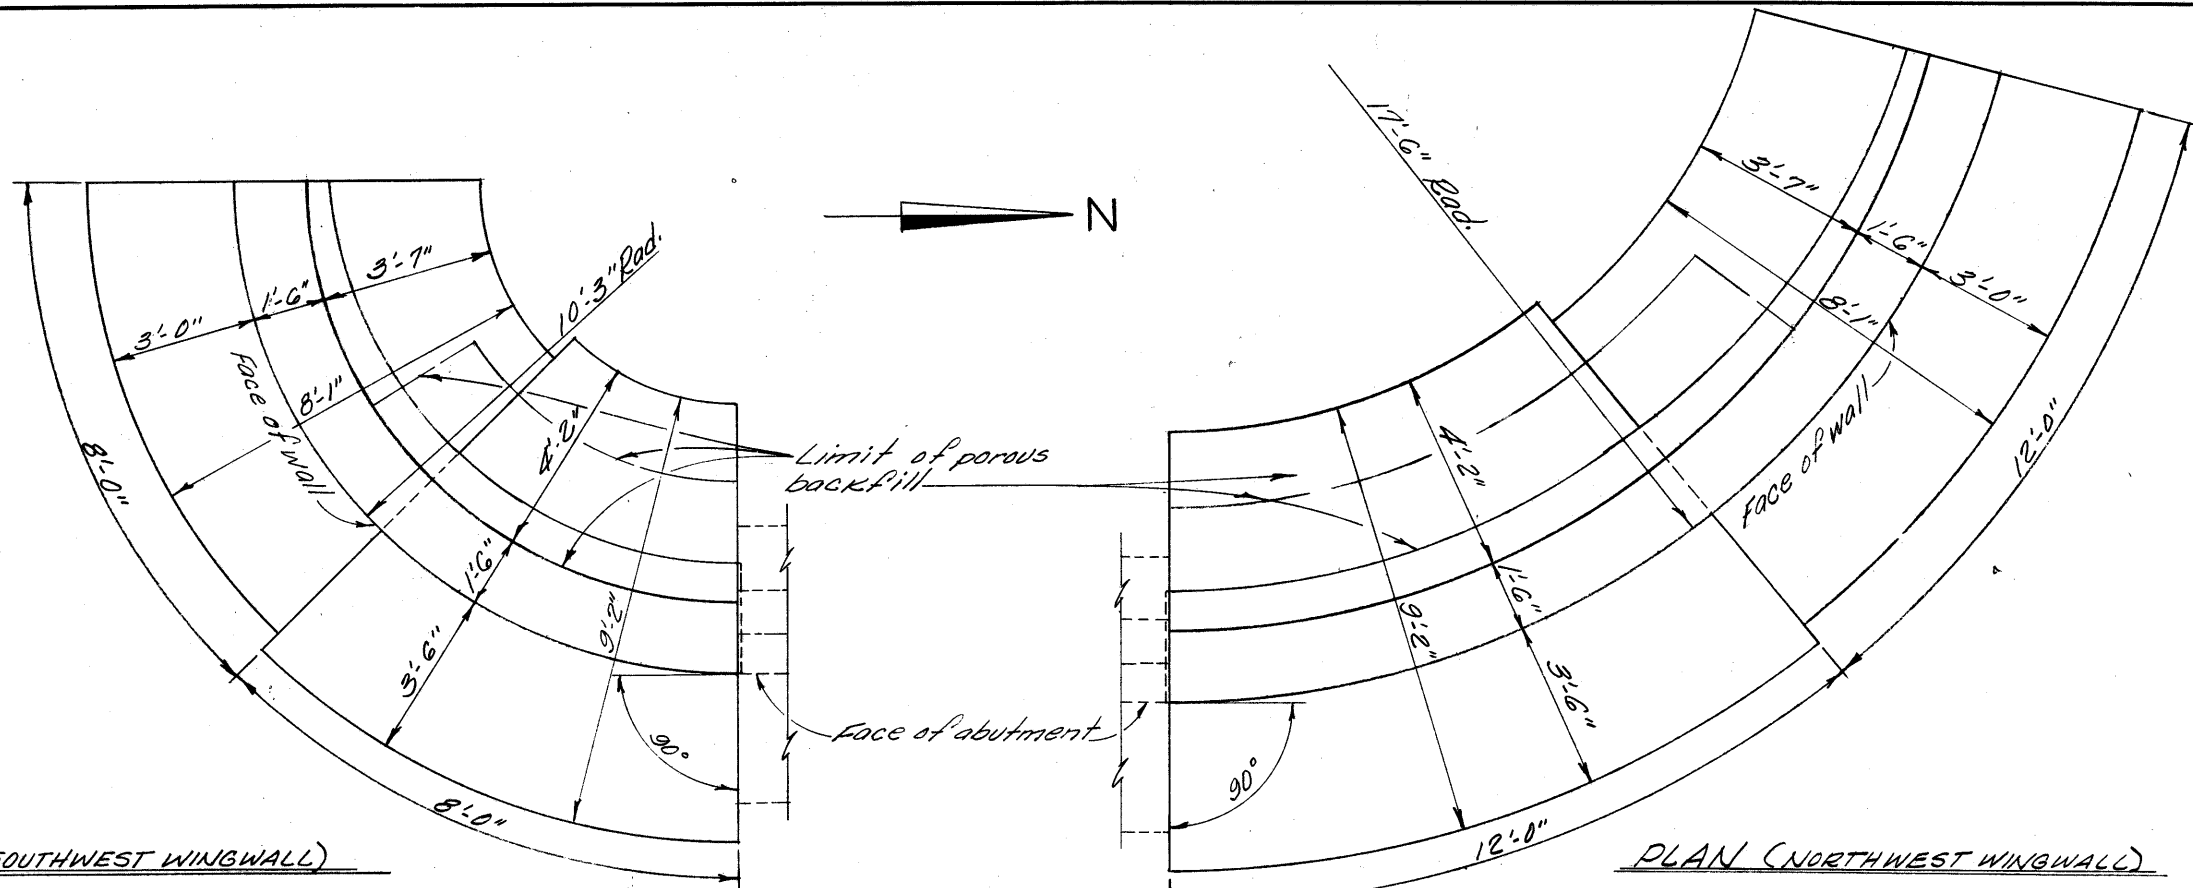 17'-6" Rad.
N
3'-7"
1'-6"
3'-0"
8'-1"
12'-0"
Face of wall
3'-7"
1'-6"
3'-0"
10'-3" Rad.
Face of wall
8'-1"
8'-0"
4'-2"
1'-6"
3'-6"
9'-2"
90°
8'-0"
Limit of porous
backfill
Face of abutment
4'-2"
1'-6"
3'-6"
9'-2"
90°
12'-0"
OUTHWEST WINGWALL)
PLAN (NORTHWEST WINGWALL)